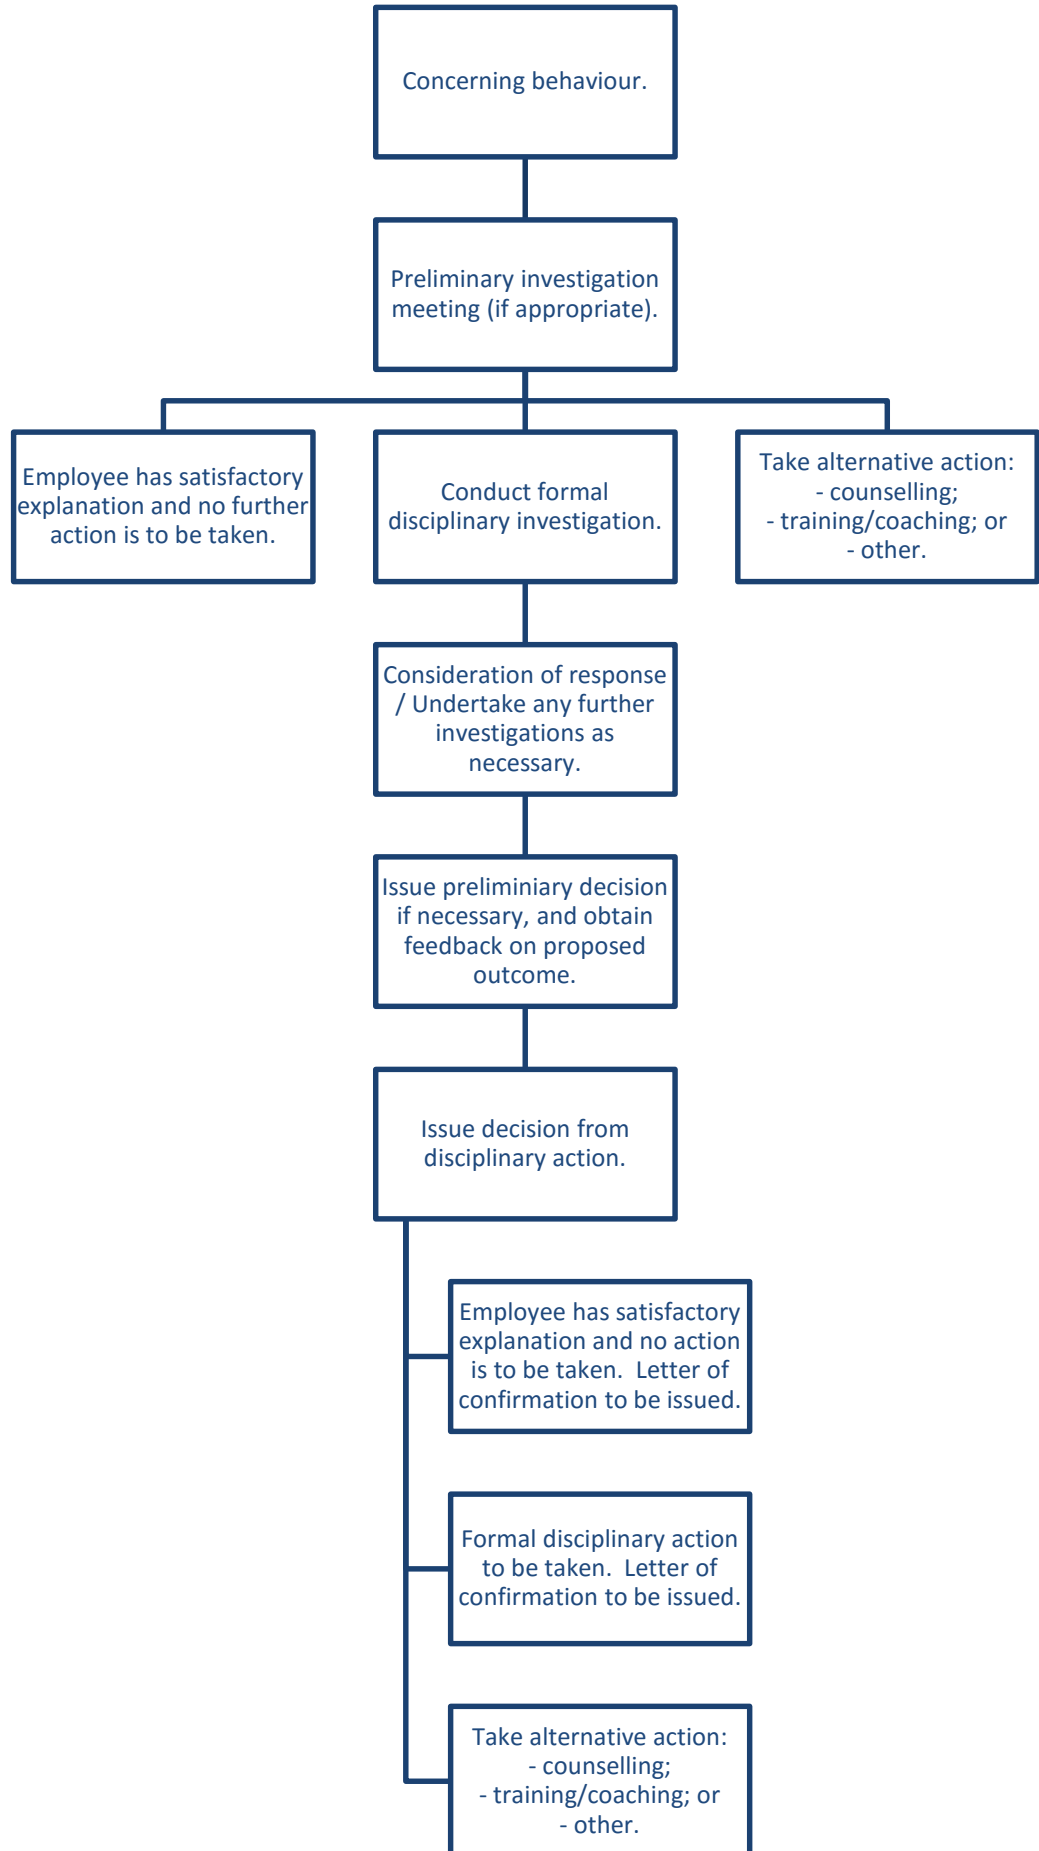 Concerning behaviour.
Preliminary investigation
meeting (if appropriate).
Employee has satisfactory
explanation and no further
action is to be taken.
Conduct formal
disciplinary investigation.
Take alternative action:
- counselling;
- training/coaching; or
- other.
Consideration of response
/ Undertake any further
investigations as
necessary.
Issue preliminiary decision
if necessary, and obtain
feedback on proposed
outcome.
Issue decision from
disciplinary action.
Employee has satisfactory
explanation and no action
is to be taken.  Letter of
confirmation to be issued.
Formal disciplinary action
to be taken.  Letter of
confirmation to be issued.
Take alternative action:
- counselling;
- training/coaching; or
- other.